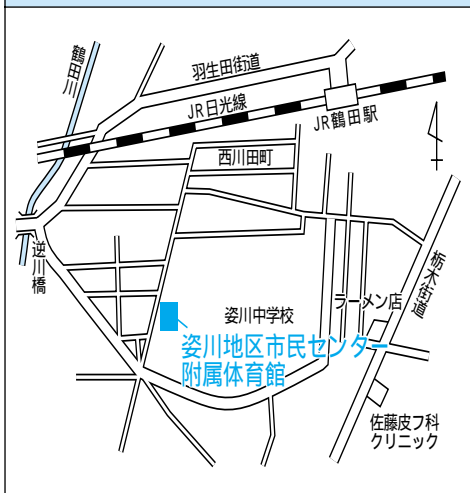 鶴田川
羽生田街道
JR日光線
JR鶴田駅
西川田町
逆川橋
栃木街道
ラーメン店
姿川中学校
姿川地区市民センター
附属体育館
佐藤皮フ科
クリニック